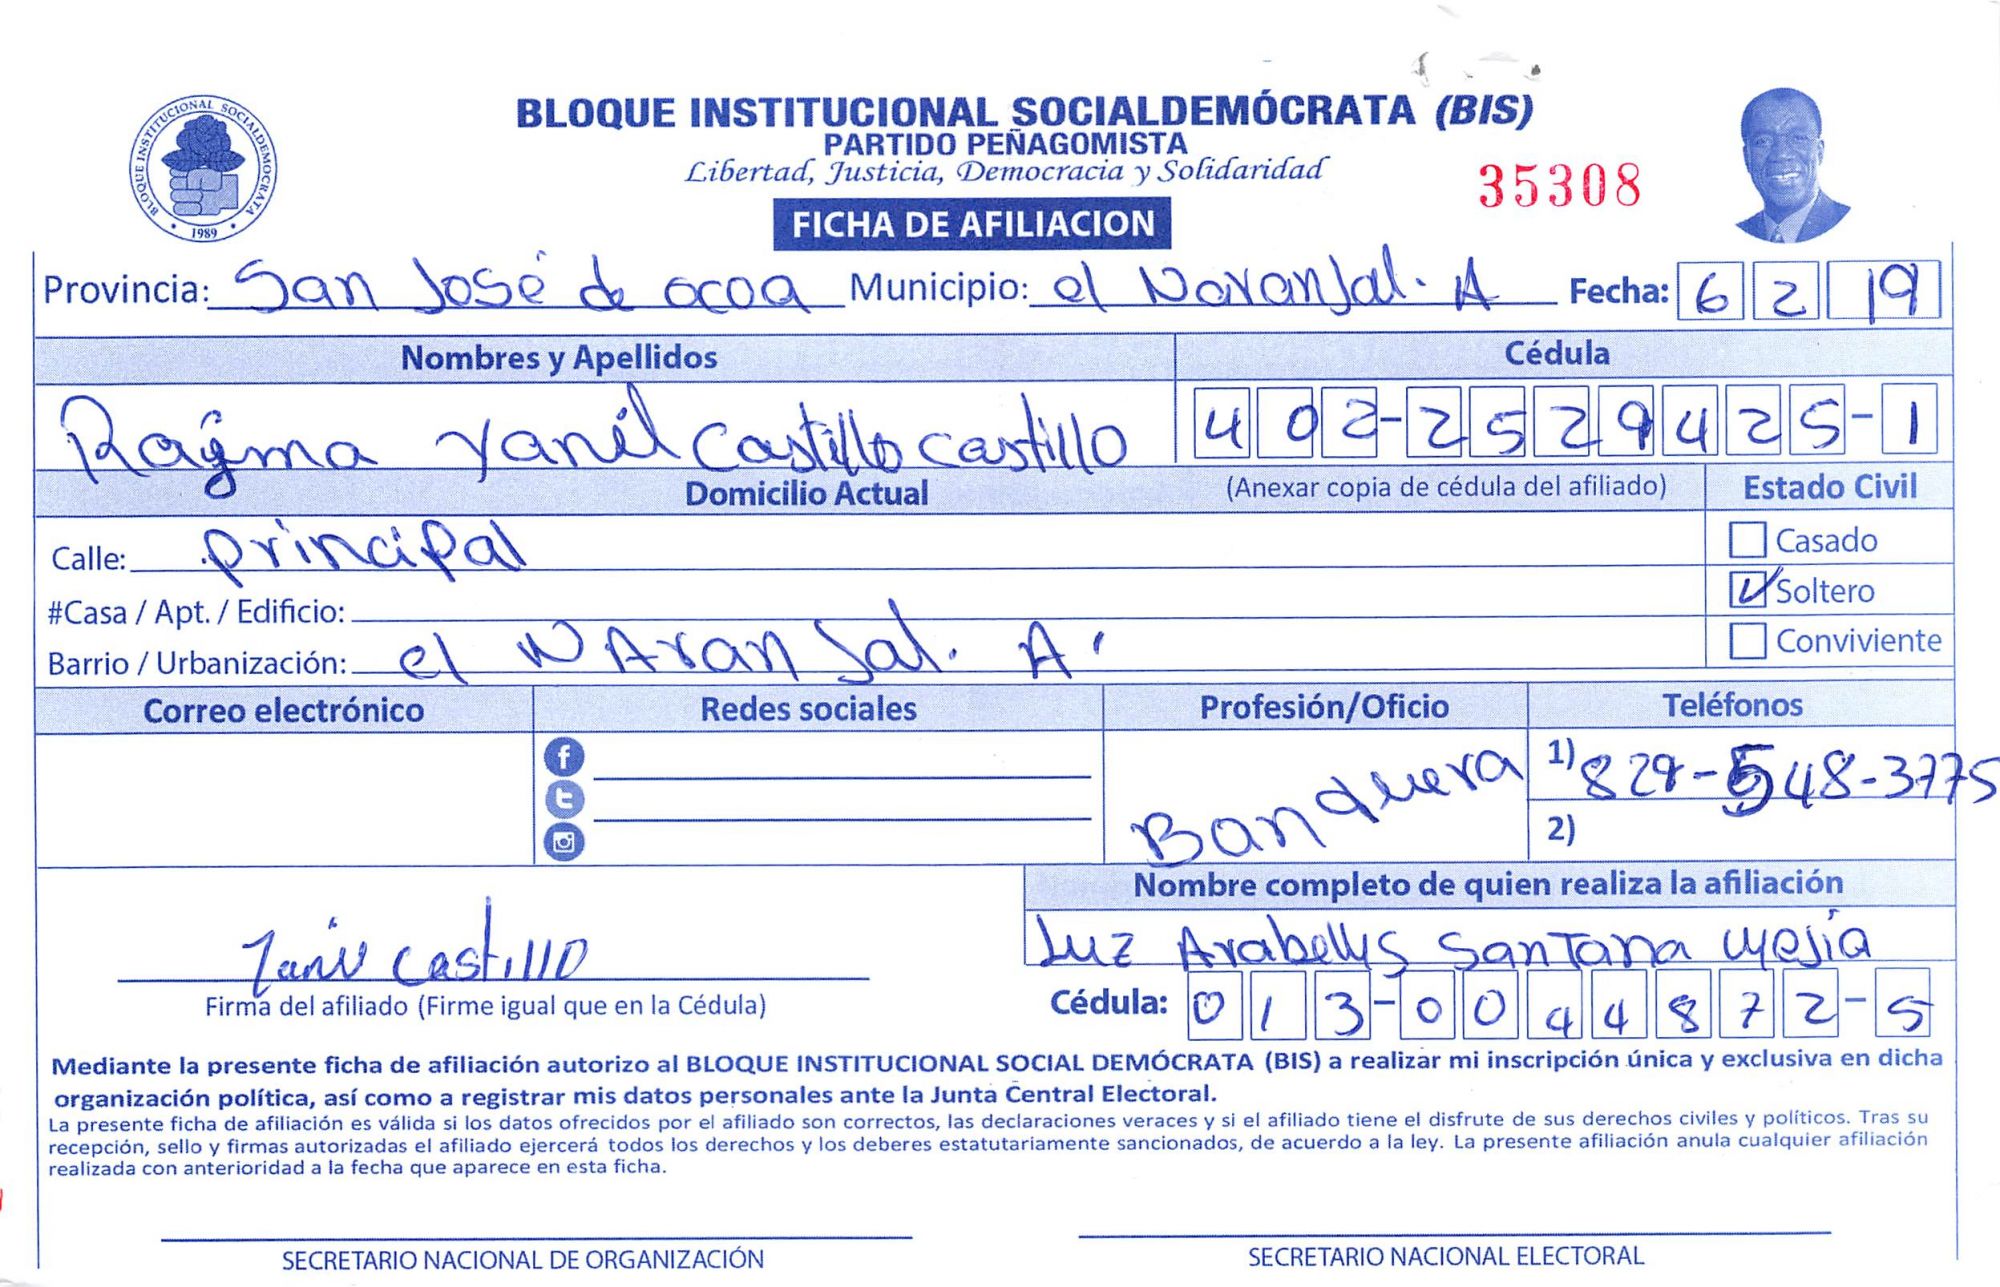 BLOQUE INSTITUCIONAL SOCIALDEMÓCRATA (BIS)
PARTIDO PEÑAGOMISTA
Libertad, Justicia, Democracia y Solidaridad
35308
BLOQUE INSTITUCIONAL SOCIALDEMOCRATA
1989
FICHA DE AFILIACION
Provincia: San José de ocoa Municipio: el Naranjal. A Fecha: 6 2 19
Nombres y Apellidos Cédula
Rayma Yanil Castillo Castillo 402-2529425-1
Domicilio Actual (Anexar copia de cédula del afiliado) Estado Civil
Calle: principal
Casado
#Casa / Apt. / Edificio:
Soltero
Barrio / Urbanización: el NAranjal. A
Conviviente
Correo electrónico Redes sociales Profesión/Oficio Teléfonos
Banquera
1) 829-548-3775
2)
Nombre completo de quien realiza la afiliación
Luz Arabellys Santana Mejia
Yanil Castillo
Firma del afiliado (Firme igual que en la Cédula)
Cédula: 013-0044872-5
Mediante la presente ficha de afiliación autorizo al BLOQUE INSTITUCIONAL SOCIAL DEMÓCRATA (BIS) a realizar mi inscripción única y exclusiva en dicha
organización política, así como a registrar mis datos personales ante la Junta Central Electoral.
La presente ficha de afiliación es válida si los datos ofrecidos por el afiliado son correctos, las declaraciones veraces y si el afiliado tiene el disfrute de sus derechos civiles y políticos. Tras su
recepción, sello y firmas autorizadas el afiliado ejercerá todos los derechos y los deberes estatutariamente sancionados, de acuerdo a la ley. La presente afiliación anula cualquier afiliación
realizada con anterioridad a la fecha que aparece en esta ficha.
SECRETARIO NACIONAL DE ORGANIZACIÓN
SECRETARIO NACIONAL ELECTORAL